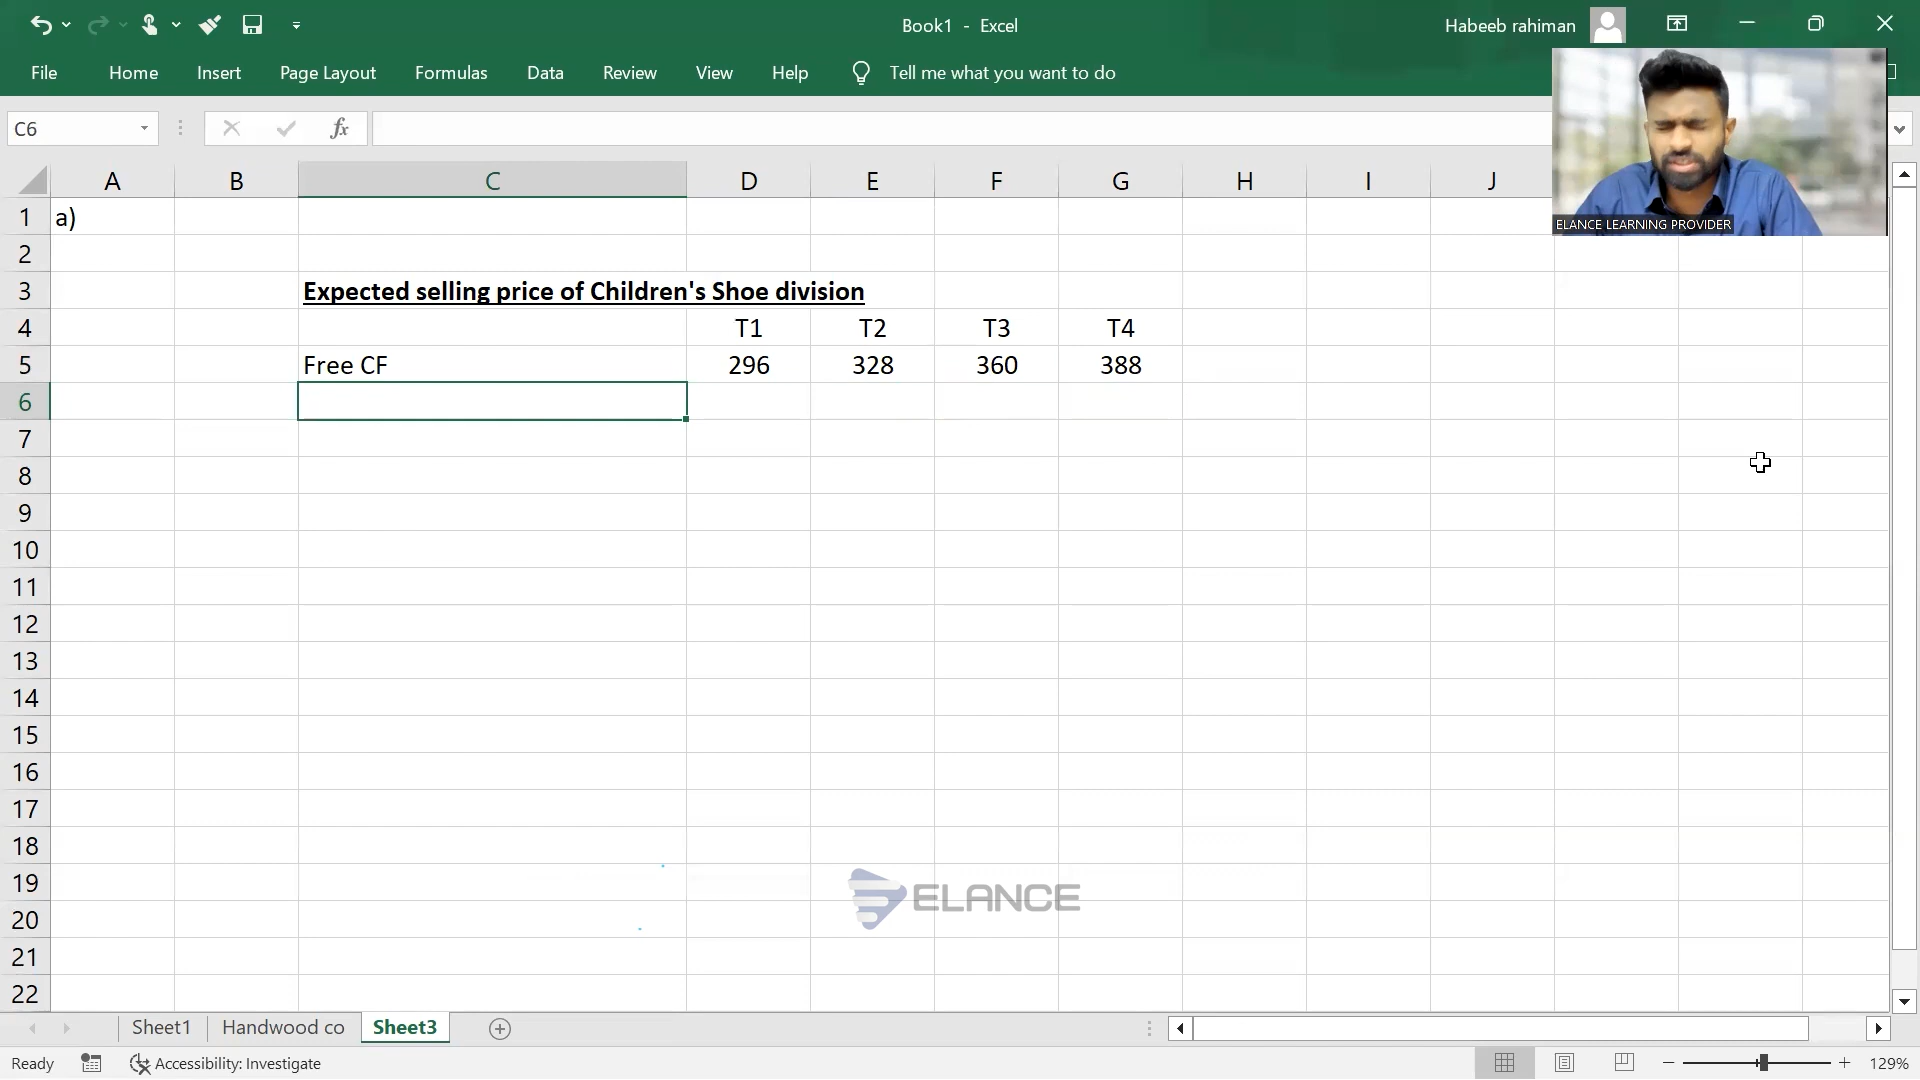 Book1 - Excel
Habeeb rahiman
File Home Insert Page Layout Formulas Data Review View Help Tell me what you want to do
C6
fx
A B C D E F G H I J
1 a)
2
3 Expected selling price of Children's Shoe division
4 T1 T2 T3 T4
5 Free CF 296 328 360 388
6
7
8
9
10
11
12
13
14
15
16
17
18
19
20
21
22
ELANCE LEARNING PROVIDER
ELANCE
Sheet1 Handwood co Sheet3
Ready Accessibility: Investigate 129%